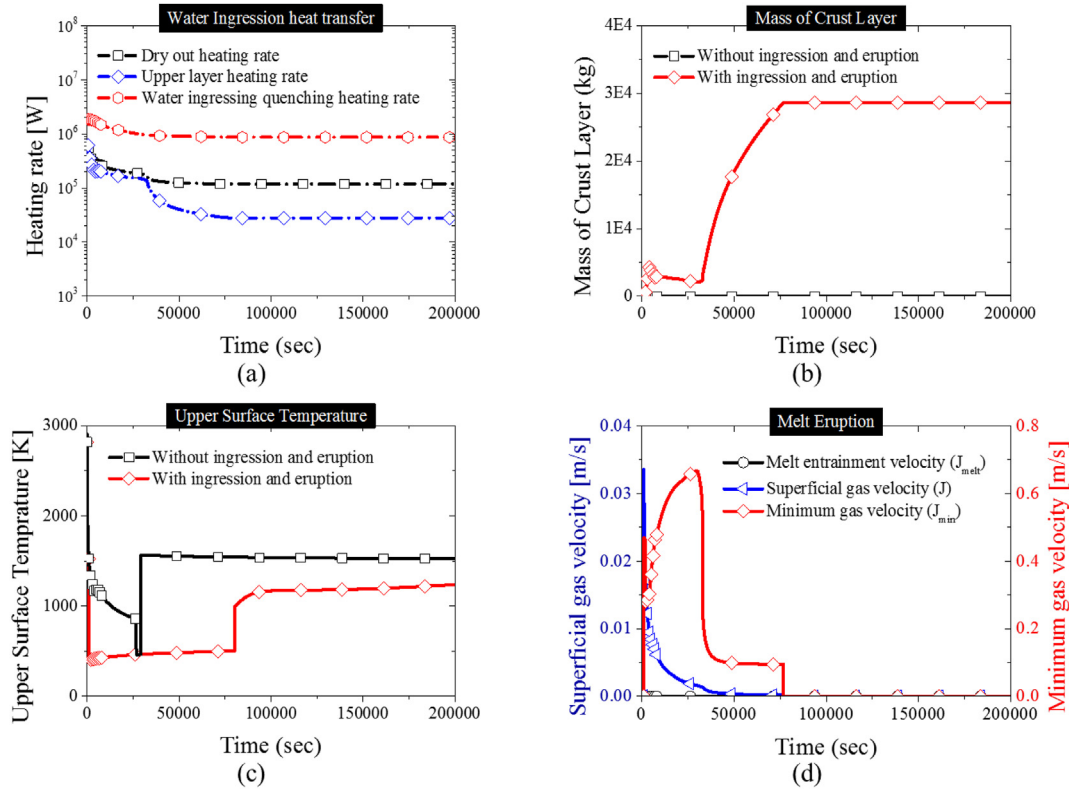 Water Ingression heat transfer
Heating rate [W]
10^8
10^7
10^6
10^5
10^4
10^3
Dry out heating rate
Upper layer heating rate
Water ingressing quenching heating rate
0 50000 100000 150000 200000
Time (sec)
(a)
Mass of Crust Layer
Mass of Crust Layer (kg)
4E4
3E4
2E4
1E4
0
Without ingression and eruption
With ingression and eruption
0 50000 100000 150000 200000
Time (sec)
(b)
Upper Surface Temperature
Upper Surface Temprature [K]
3000
2000
1000
0
Without ingression and eruption
With ingression and eruption
0 50000 100000 150000 200000
Time (sec)
(c)
Melt Eruption
Superficial gas velocity [m/s]
0.04
0.03
0.02
0.01
0.00
Melt entrainment velocity (J_melt)
Superficial gas velocity (J)
Minimum gas velocity (J_min)
0.8
0.6
0.4
0.2
0.0
Minimum gas velocity [m/s]
0 50000 100000 150000 200000
Time (sec)
(d)